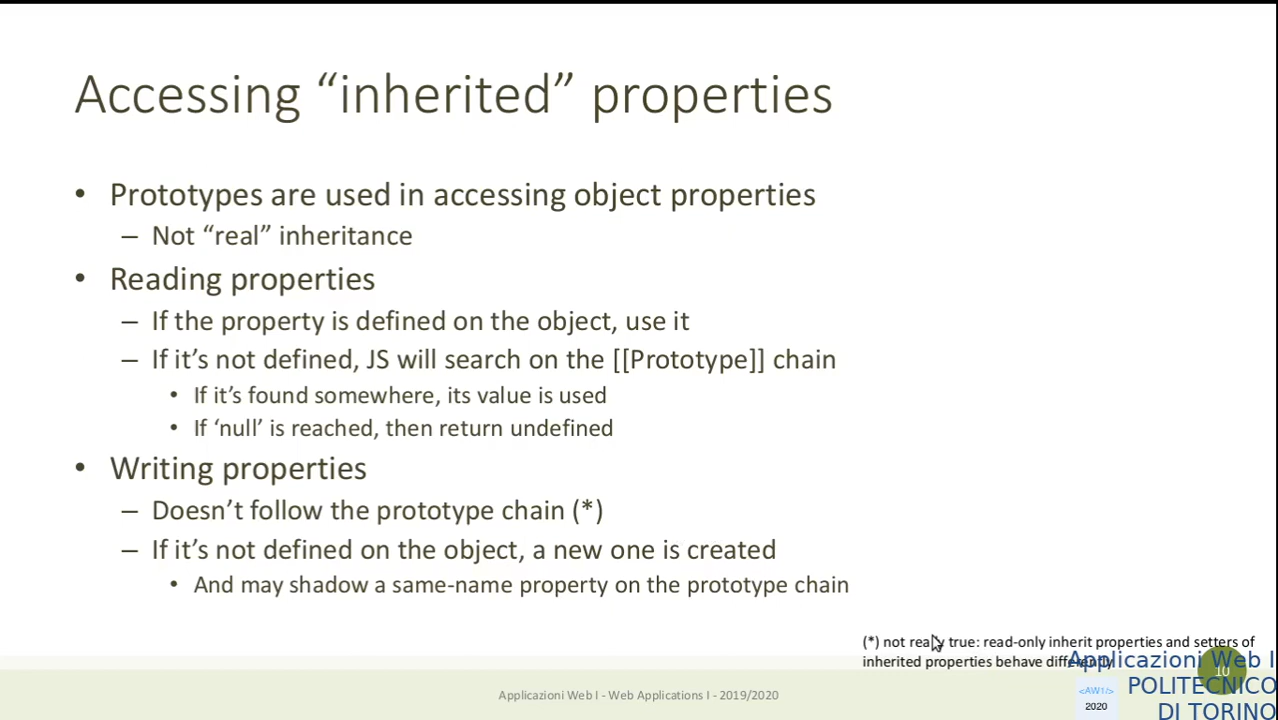 Accessing “inherited” properties
• Prototypes are used in accessing object properties
– Not “real” inheritance
• Reading properties
– If the property is defined on the object, use it
– If it’s not defined, JS will search on the [[Prototype]] chain
• If it’s found somewhere, its value is used
• If ‘null’ is reached, then return undefined
• Writing properties
– Doesn’t follow the prototype chain (*)
– If it’s not defined on the object, a new one is created
• And may shadow a same-name property on the prototype chain
(*) not really true: read-only inherit properties and setters of
inherited properties behave differently
Applicazioni Web I - Web Applications I - 2019/2020
10
Applicazioni Web I
POLITECNICO
DI TORINO
<AW1/>
2020